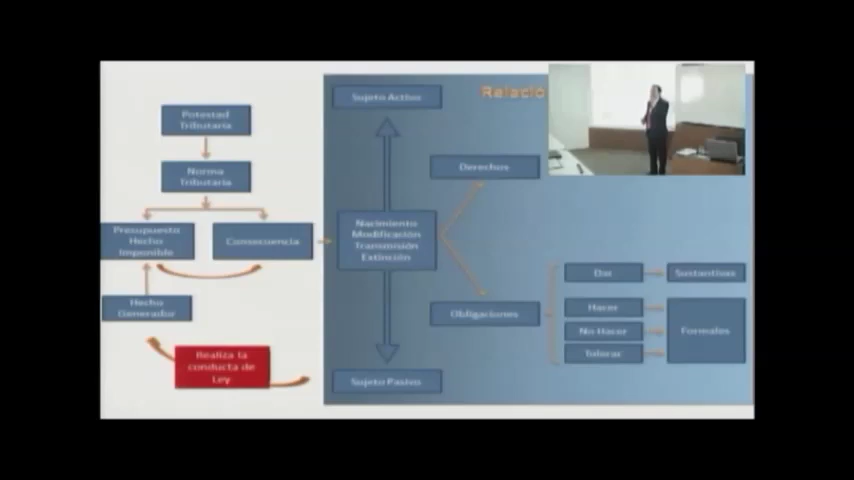 Relació
Sujeto Activo
Potestad
Tributaria
Norma
Tributaria
Derechos
Presupuesto
Hecho
Imponible
Consecuencia
Nacimiento
Modificación
Transmisión
Extinción
Dar
Sustantivas
Hecho
Generador
Obligaciones
Hacer
No Hacer
Formales
Tolerar
Realiza la
conducta de
Ley
Sujeto Pasivo